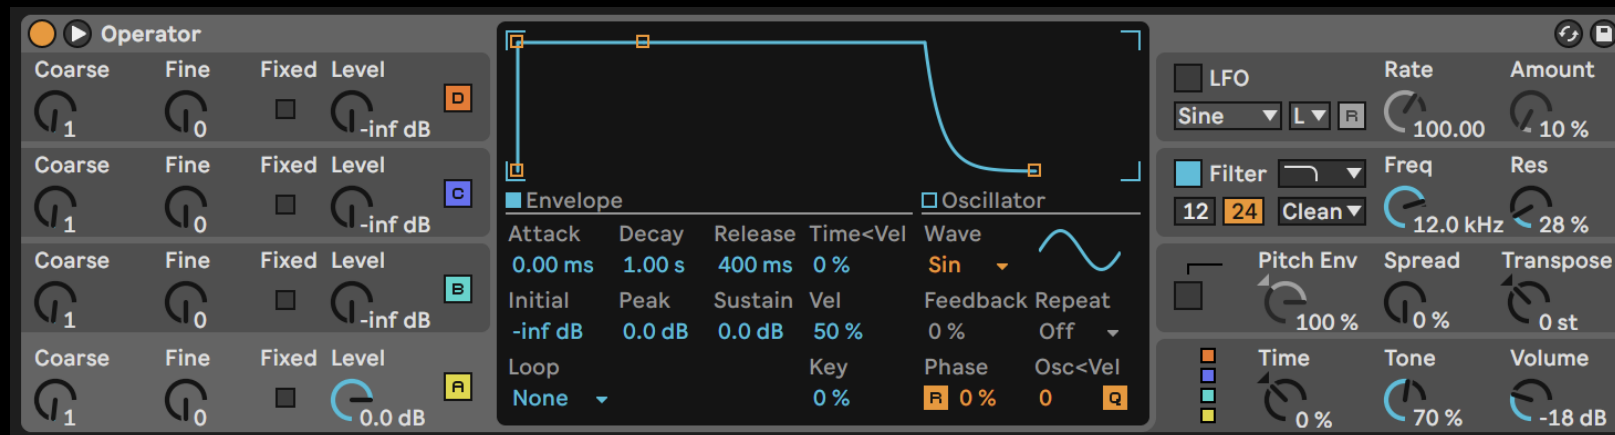 Operator
Coarse Fine Fixed Level
1 0 -inf dB D
Coarse Fine Fixed Level
1 0 -inf dB C
Coarse Fine Fixed Level
1 0 -inf dB B
Coarse Fine Fixed Level
1 0 0.0 dB A
Envelope Oscillator
Attack Decay Release Time<Vel Wave
0.00 ms 1.00 s 400 ms 0 % Sin
Initial Peak Sustain Vel Feedback Repeat
-inf dB 0.0 dB 0.0 dB 50 % 0 % Off
Loop Key Phase Osc<Vel
None 0 % R 0 % 0 Q
LFO Rate Amount
Sine L R 100.00 10 %
Filter Freq Res
12 24 Clean 12.0 kHz 28 %
Pitch Env Spread Transpose
100 % 0 % 0 st
Time Tone Volume
0 % 70 % -18 dB